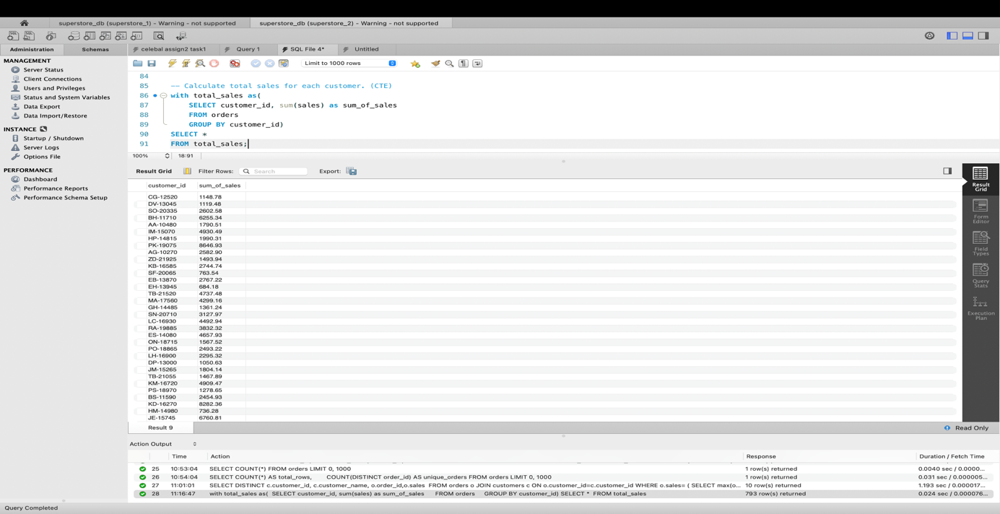 superstore_db (superstore_1) - Warning - not supported
superstore_db (superstore_2) - Warning - not supported
Administration
Schemas
celebal assign2 task1
Query 1
SQL File 4*
Untitled
MANAGEMENT
Server Status
Client Connections
Users and Privileges
Status and System Variables
Data Export
Data Import/Restore
INSTANCE
Startup / Shutdown
Server Logs
Options File
PERFORMANCE
Dashboard
Performance Reports
Performance Schema Setup
Limit to 1000 rows
84
85 -- Calculate total sales for each customer. (CTE)
86 with total_sales as(
87 SELECT customer_id, sum(sales) as sum_of_sales
88 FROM orders
89 GROUP BY customer_id)
90 SELECT *
91 FROM total_sales;
100% 18:91
Result Grid Filter Rows: Search Export:
customer_id sum_of_sales
CG-12520 1148.78
DV-13045 1119.48
SO-20335 2602.58
BH-11710 6255.34
AA-10480 1790.51
IM-15070 4930.49
HP-14815 1990.31
PK-19075 8646.93
AG-10270 2582.90
ZD-21925 1493.94
KB-16585 2744.74
SF-20065 763.54
EB-13870 2767.22
EH-13945 684.18
TB-21520 4737.48
MA-17560 4299.16
GH-14485 1361.24
SN-20710 3127.97
LC-16930 4492.94
RA-19885 3832.32
ES-14080 4657.93
ON-18715 1567.52
PO-18865 2493.22
LH-16900 2295.32
DP-13000 1050.63
JM-15265 1804.14
TB-21055 1467.89
KM-16720 4909.47
PS-18970 1278.65
BS-11590 2454.93
KD-16270 8282.36
HM-14980 736.28
JE-15745 6760.81
Result Grid
Form Editor
Field Types
Query Stats
Execution Plan
Result 9
Read Only
Action Output
Time Action Response Duration / Fetch Time
25 10:53:04 SELECT COUNT(*) FROM orders LIMIT 0, 1000 1 row(s) returned 0.0040 sec / 0.0000...
26 10:54:04 SELECT COUNT(*) AS total_rows, COUNT(DISTINCT order_id) AS unique_orders FROM orders LIMIT 0, 1000 1 row(s) returned 0.031 sec / 0.000005...
27 11:01:01 SELECT DISTINCT c.customer_id, c.customer_name, o.order_id,o.sales FROM orders o JOIN customers c ON o.customer_id=c.customer_id WHERE o.sales= ( SELECT max(o... 10 row(s) returned 1.193 sec / 0.000017...
28 11:16:47 with total_sales as( SELECT customer_id, sum(sales) as sum_of_sales FROM orders GROUP BY customer_id) SELECT * FROM total_sales 793 row(s) returned 0.024 sec / 0.000076...
Query Completed